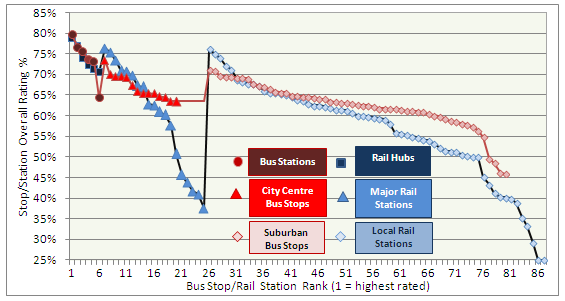 Stop/Station Overall Rating %
85%
80%
75%
70%
65%
60%
55%
50%
45%
40%
35%
30%
25%
Bus Stations
Rail Hubs
City Centre
Bus Stops
Major Rail
Stations
Suburban
Bus Stops
Local Rail
Stations
1 6 11 16 21 26 31 36 41 46 51 56 61 66 71 76 81 86
Bus Stop/Rail Station Rank (1 = highest rated)